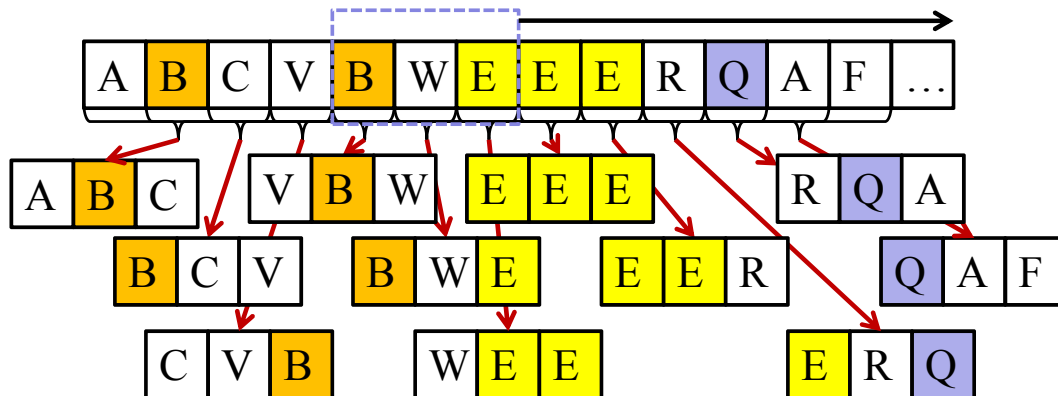 A B C V B W E E E R Q A F ...
A B C
V B W
E E E
R Q A
B C V
B W E
E E R
Q A F
C V B
W E E
E R Q